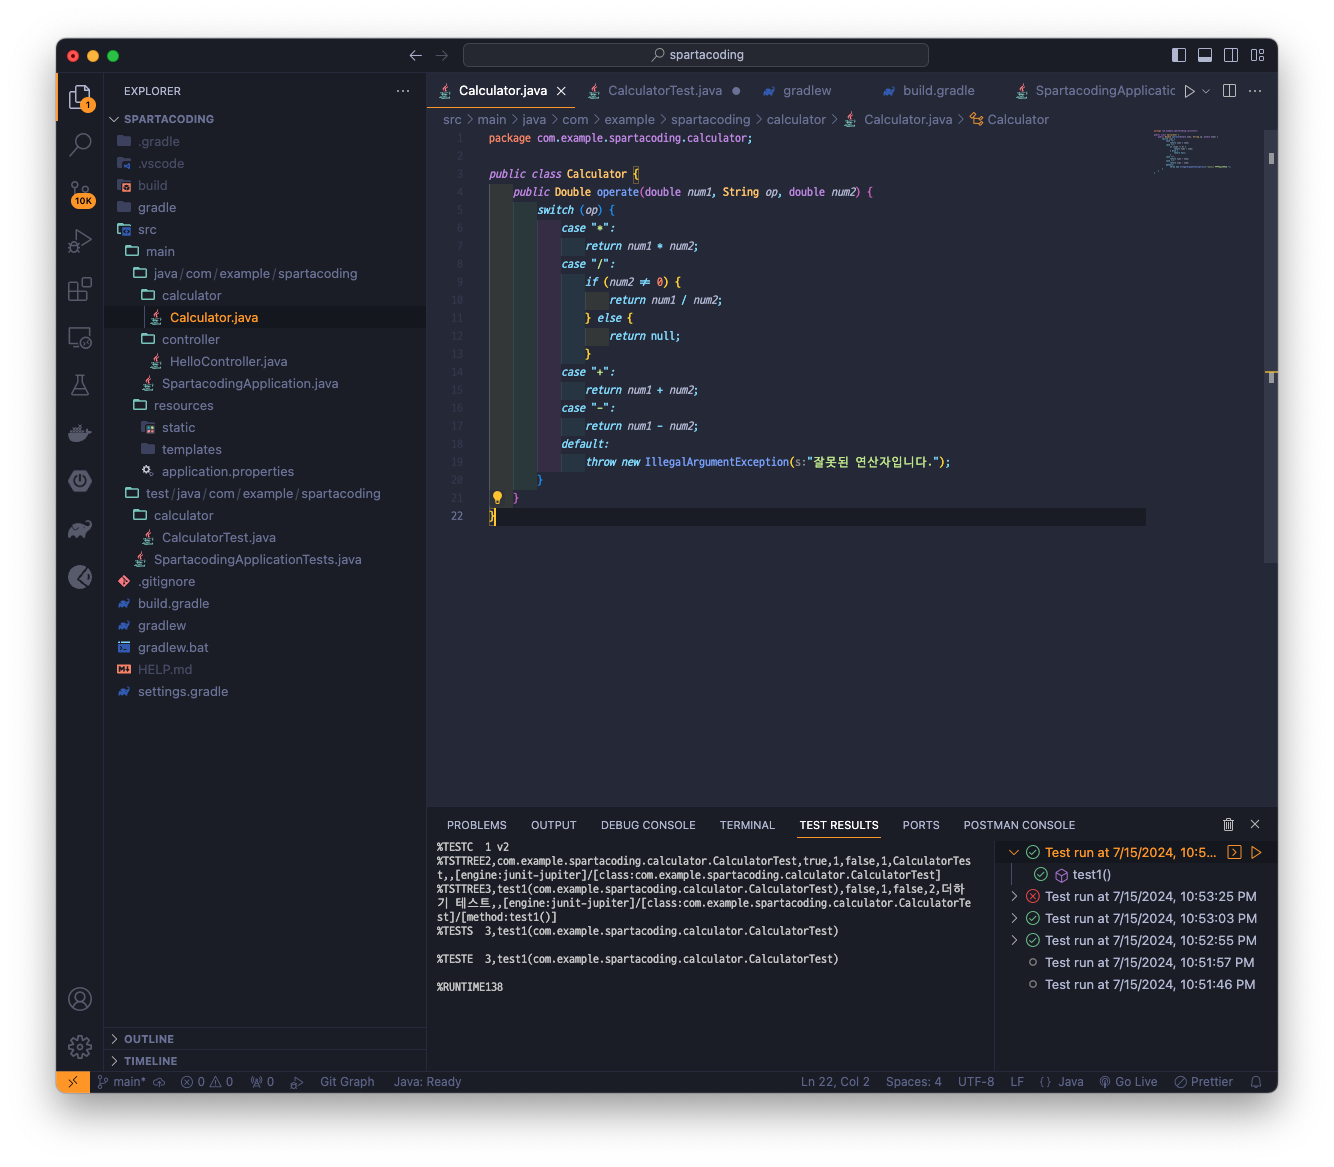 spartacoding
EXPLORER
SPARTACODING
.gradle
.vscode
build
gradle
src
main
java/com/example/spartacoding
calculator
Calculator.java
controller
HelloController.java
SpartacodingApplication.java
resources
static
templates
application.properties
test/java/com/example/spartacoding
calculator
CalculatorTest.java
SpartacodingApplicationTests.java
.gitignore
build.gradle
gradlew
gradlew.bat
HELP.md
settings.gradle
OUTLINE
TIMELINE
1
10K
Calculator.java CalculatorTest.java gradlew build.gradle SpartacodingApplicatio
src > main > java > com > example > spartacoding > calculator > Calculator.java > Calculator
1 package com.example.spartacoding.calculator;
2
3 public class Calculator {
4 public Double operate(double num1, String op, double num2) {
5 switch (op) {
6 case "*":
7 return num1 * num2;
8 case "/":
9 if (num2 ≠ 0) {
10 return num1 / num2;
11 } else {
12 return null;
13 }
14 case "+":
15 return num1 + num2;
16 case "-":
17 return num1 - num2;
18 default:
19 throw new IllegalArgumentException(s:"잘못된 연산자입니다.");
20 }
21 }
22 }
PROBLEMS OUTPUT DEBUG CONSOLE TERMINAL TEST RESULTS PORTS POSTMAN CONSOLE
%TESTC 1 v2
%TSTTREE2,com.example.spartacoding.calculator.CalculatorTest,true,1,false,1,CalculatorTes
t,,[engine:junit-jupiter]/[class:com.example.spartacoding.calculator.CalculatorTest]
%TSTTREE3,test1(com.example.spartacoding.calculator.CalculatorTest),false,1,false,2,더하
기 테스트,,[engine:junit-jupiter]/[class:com.example.spartacoding.calculator.CalculatorTe
st]/[method:test1()]
%TESTS 3,test1(com.example.spartacoding.calculator.CalculatorTest)
%TESTE 3,test1(com.example.spartacoding.calculator.CalculatorTest)
%RUNTIME138
Test run at 7/15/2024, 10:5...
test1()
Test run at 7/15/2024, 10:53:25 PM
Test run at 7/15/2024, 10:53:03 PM
Test run at 7/15/2024, 10:52:55 PM
Test run at 7/15/2024, 10:51:57 PM
Test run at 7/15/2024, 10:51:46 PM
main* 0 0 0 Git Graph Java: Ready Ln 22, Col 2 Spaces: 4 UTF-8 LF {} Java Go Live Prettier